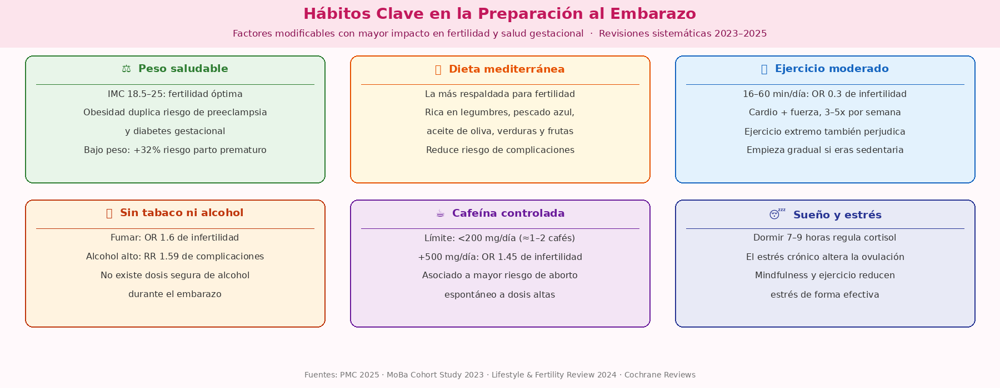 Hábitos Clave en la Preparación al Embarazo
Factores modificables con mayor impacto en fertilidad y salud gestacional · Revisiones sistemáticas 2023–2025
⚖ Peso saludable
IMC 18.5–25: fertilidad óptima
Obesidad duplica riesgo de preeclampsia
y diabetes gestacional
Bajo peso: +32% riesgo parto prematuro
Dieta mediterránea
La más respaldada para fertilidad
Rica en legumbres, pescado azul,
aceite de oliva, verduras y frutas
Reduce riesgo de complicaciones
Ejercicio moderado
16–60 min/día: OR 0.3 de infertilidad
Cardio + fuerza, 3–5x por semana
Ejercicio extremo también perjudica
Empieza gradual si eras sedentaria
Sin tabaco ni alcohol
Fumar: OR 1.6 de infertilidad
Alcohol alto: RR 1.59 de complicaciones
No existe dosis segura de alcohol
durante el embarazo
☕ Cafeína controlada
Límite: <200 mg/día (≈1–2 cafés)
+500 mg/día: OR 1.45 de infertilidad
Asociado a mayor riesgo de aborto
espontáneo a dosis altas
😴 Sueño y estrés
Dormir 7–9 horas regula cortisol
El estrés crónico altera la ovulación
Mindfulness y ejercicio reducen
estrés de forma efectiva
Fuentes: PMC 2025 · MoBa Cohort Study 2023 · Lifestyle & Fertility Review 2024 · Cochrane Reviews